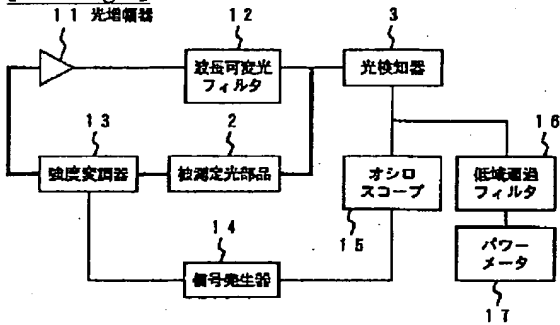 11 光増幅器
12
3
波長可変光
フィルタ
光検知器
13
2
16
強度変調器
被測定光部品
オシロ
スコープ
低域通過
フィルタ
14
15
信号発生器
パワー
メータ
17